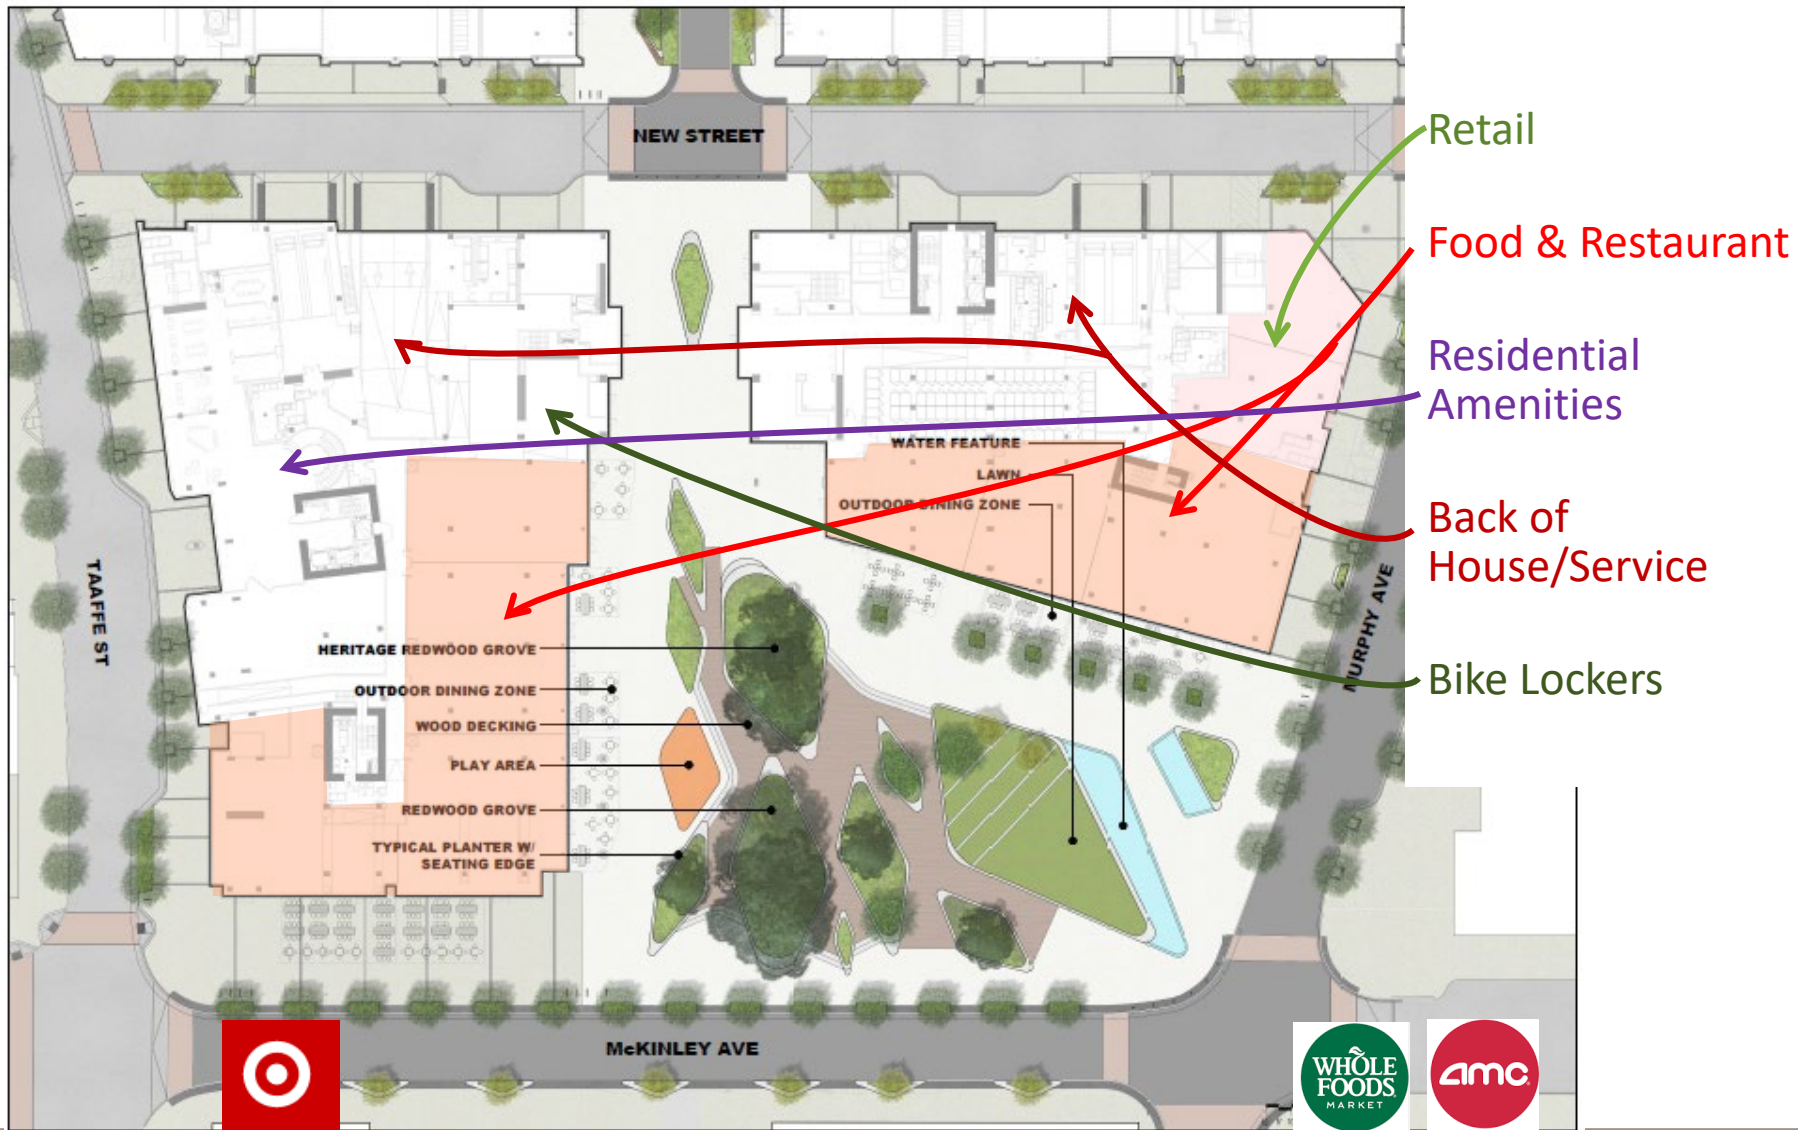 NEW STREET
Retail
Food & Restaurant
Residential
Amenities
WATER FEATURE
LAWN
OUTDOOR DINING ZONE
Back of
House/Service
TAAFFE ST
MURPHY AVE
HERITAGE REDWOOD GROVE
Bike Lockers
OUTDOOR DINING ZONE
WOOD DECKING
PLAY AREA
REDWOOD GROVE
TYPICAL PLANTER W/
SEATING EDGE
McKINLEY AVE
WHOLE
FOODS
MARKET
amc